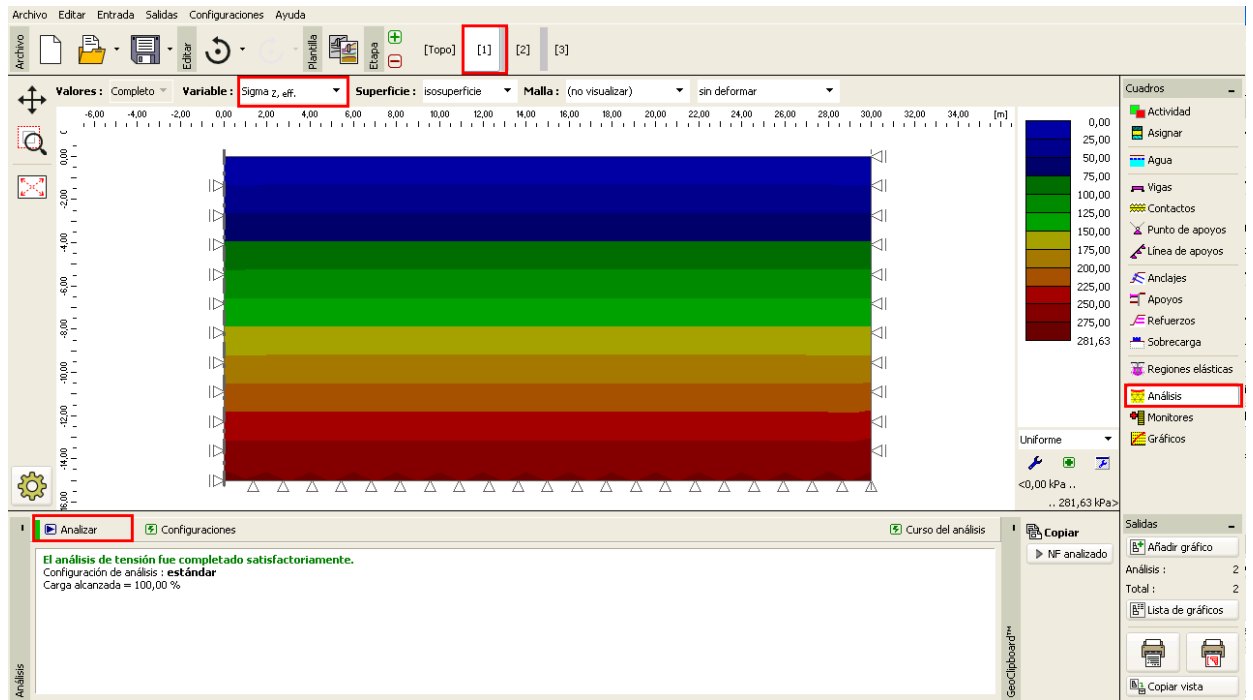 Archivo Editar Entrada Salidas Configuraciones Ayuda
Archivo
Editar
Plantilla
Etapa
[Topo] [1] [2] [3]
Valores : Completo Variable : Sigma z, eff. Superficie : isosuperficie Malla : (no visualizar) sin deformar
-6,00 -4,00 -2,00 0,00 2,00 4,00 6,00 8,00 10,00 12,00 14,00 16,00 18,00 20,00 22,00 24,00 26,00 28,00 30,00 32,00 34,00 [m]
0,00
-2,00
-4,00
-6,00
-8,00
-10,00
-12,00
-14,00
0,00
25,00
50,00
75,00
100,00
125,00
150,00
175,00
200,00
225,00
250,00
275,00
281,63
Uniforme
<0,00 kPa ..
.. 281,63 kPa>
Cuadros
Actividad
Asignar
Agua
Vigas
Contactos
Punto de apoyos
Línea de apoyos
Anclajes
Apoyos
Refuerzos
Sobrecarga
Regiones elásticas
Análisis
Monitores
Gráficos
Analizar Configuraciones Curso del análisis
El análisis de tensión fue completado satisfactoriamente.
Configuración de análisis : estándar
Carga alcanzada = 100,00 %
Análisis
GeoClipboard™
Copiar
NF analizado
Salidas
Añadir gráfico
Análisis : 2
Total : 2
Lista de gráficos
Copiar vista